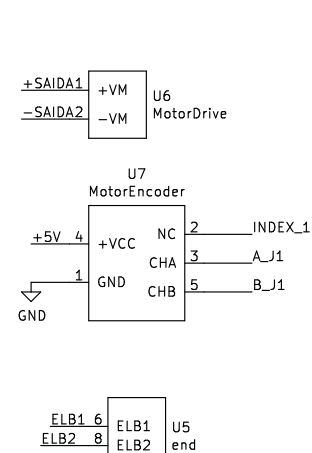 +SAIDA1 +VM
U6
-SAIDA2 -VM MotorDrive
U7
MotorEncoder
NC 2 INDEX_1
+5V 4 +VCC
CHA 3 A_J1
1 GND
CHB 5 B_J1
GND
ELB1 6 ELB1 U5
ELB2 8 ELB2 end